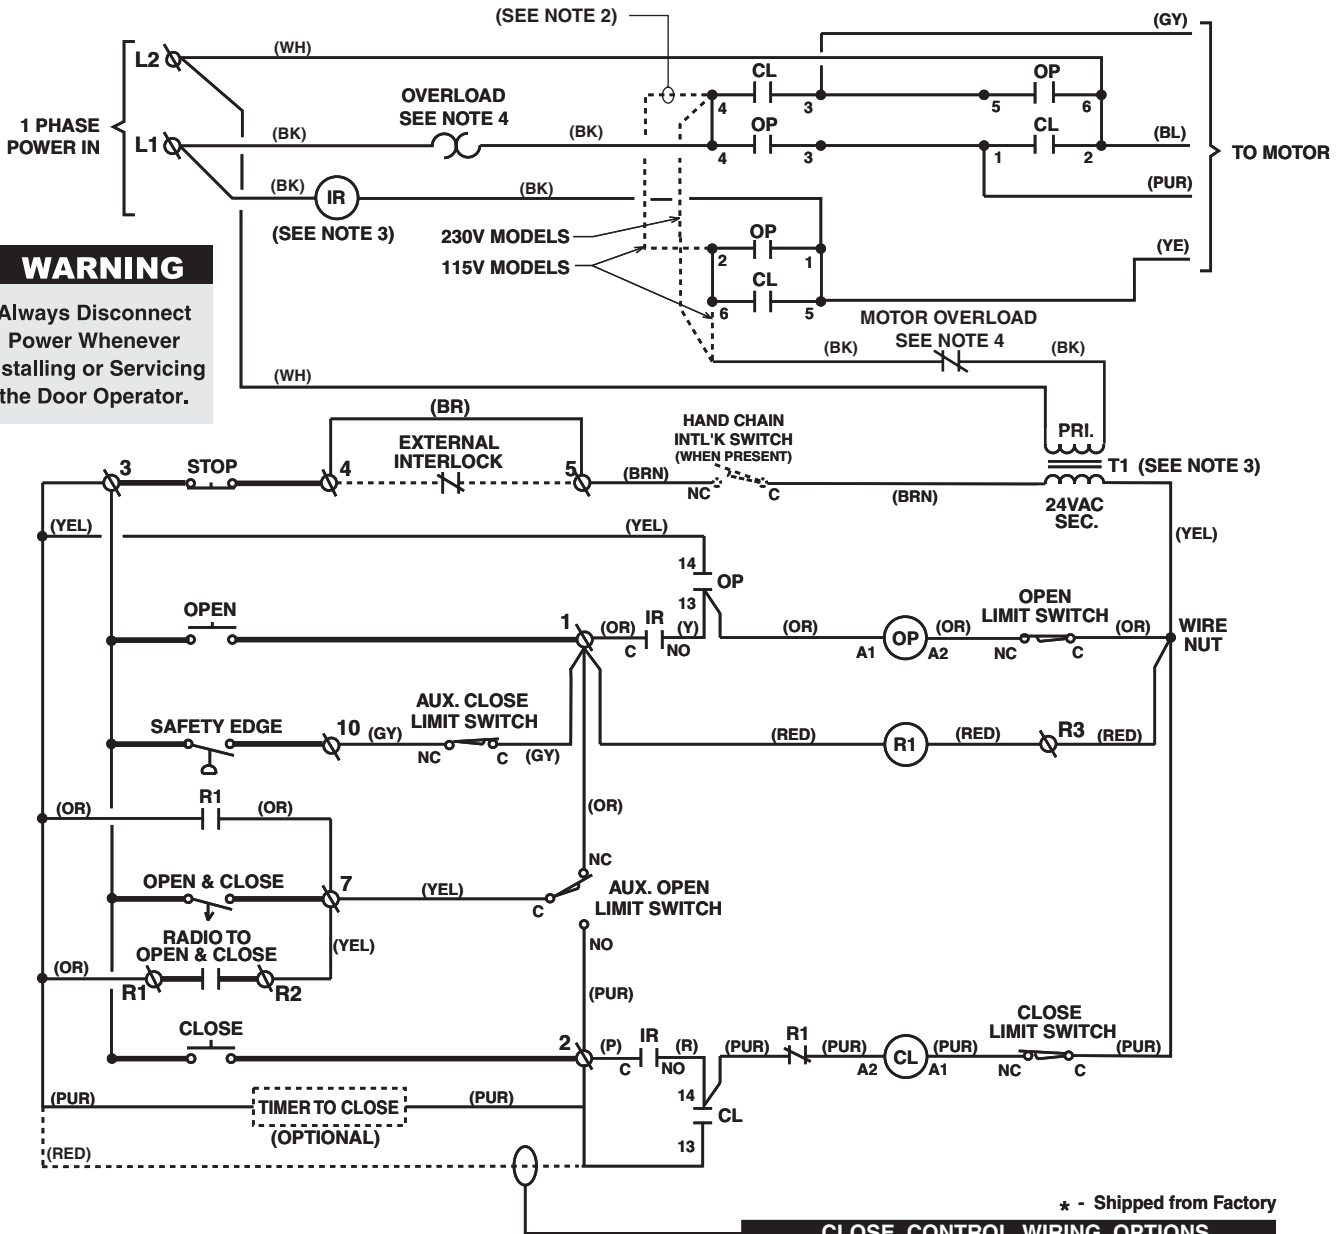 (SEE NOTE 2)
(GY)
L2
(WH)
CL
OP
OVERLOAD
SEE NOTE 4
4
3
5
6
1 PHASE
POWER IN
L1
(BK)
(BK)
OP
CL
(BL)
TO MOTOR
4
3
1
2
(BK)
IR
(BK)
(PUR)
(SEE NOTE 3)
230V MODELS
115V MODELS
OP
2
1
CL
6
5
(YE)
WARNING
Always Disconnect
Power Whenever
stalling or Servicing
the Door Operator.
MOTOR OVERLOAD
SEE NOTE 4
(BK)
(BK)
(WH)
(BR)
HAND CHAIN
INTL'K SWITCH
(WHEN PRESENT)
PRI.
3
STOP
4
EXTERNAL
INTERLOCK
5
(BRN)
NC
C
(BRN)
T1 (SEE NOTE 3)
24VAC
SEC.
(YEL)
(YEL)
(YEL)
14
OP
13
OPEN
1
(OR)
IR
(Y)
C
NO
(OR)
A1
OP
A2
(OR)
OPEN
LIMIT SWITCH
NC
C
(OR)
WIRE
NUT
SAFETY EDGE
10
(GY)
AUX. CLOSE
LIMIT SWITCH
NC
C
(GY)
(RED)
R1
(RED)
R3
(RED)
(OR)
R1
(OR)
(OR)
OPEN & CLOSE
7
(YEL)
NC
C
AUX. OPEN
LIMIT SWITCH
NO
RADIO TO
OPEN & CLOSE
(YEL)
(OR)
R1
R2
(PUR)
CLOSE
2
(P)
IR
(R)
C
NO
(PUR)
R1
(PUR)
A2
CL
A1
(PUR)
CLOSE
LIMIT SWITCH
NC
C
(PUR)
14
CL
13
(PUR)
TIMER TO CLOSE
(PUR)
(OPTIONAL)
(RED)
* - Shipped from Factory
CLOSE CONTROL WIRING OPTIONS